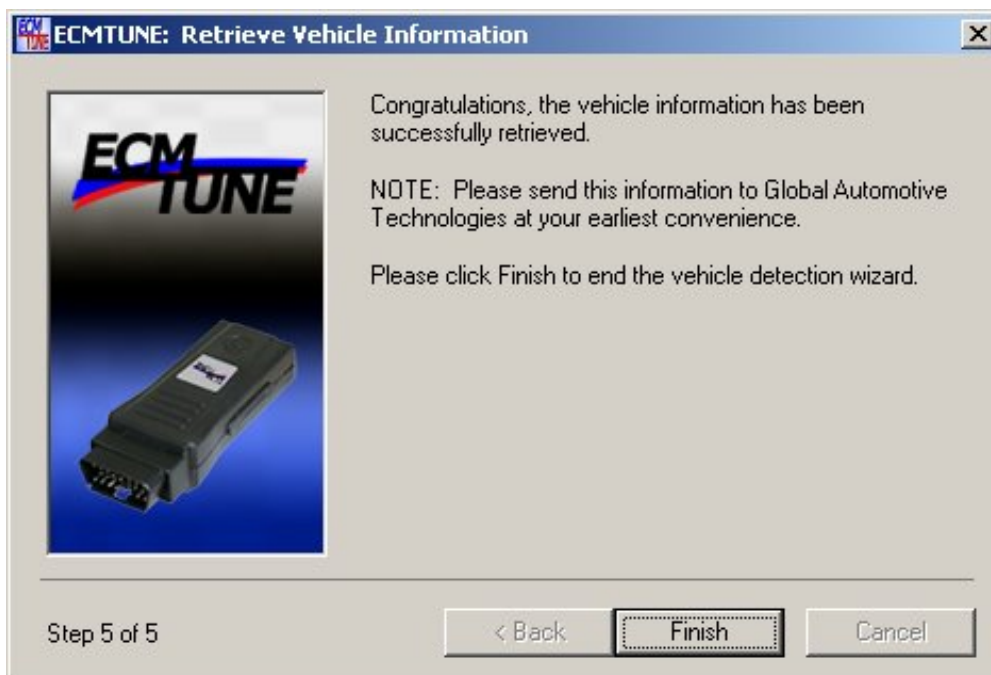 ECM TUNE ECMTUNE: Retrieve Vehicle Information
Congratulations, the vehicle information has been
successfully retrieved.
ECM
TUNE
NOTE: Please send this information to Global Automotive
Technologies at your earliest convenience.
Please click Finish to end the vehicle detection wizard.
Step 5 of 5
< Back
Finish
Cancel